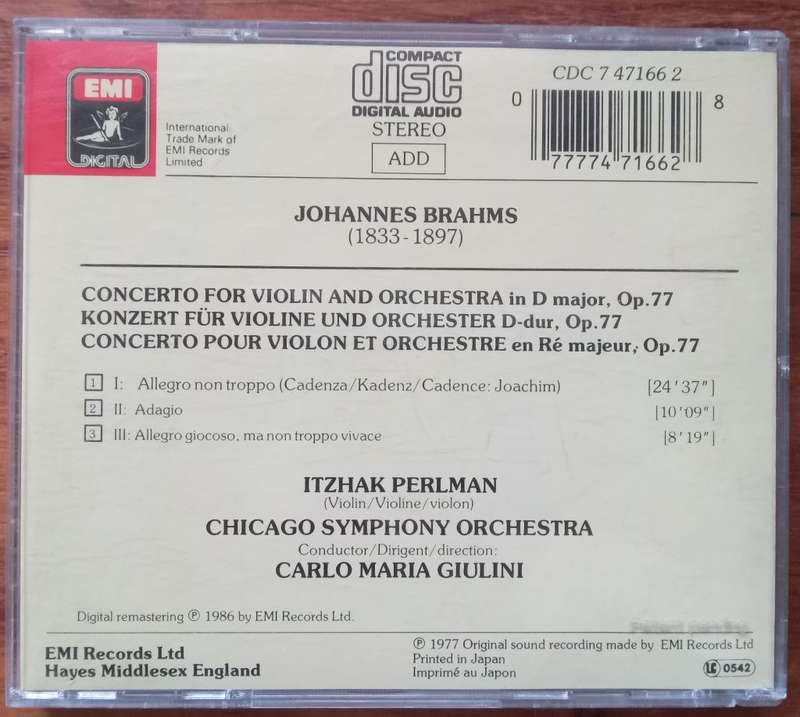 EMI
DIGITAL
International
Trade Mark of
EMI Records
Limited
COMPACT
disc
DIGITAL AUDIO
STEREO
ADD
CDC 7 47166 2
0 77774 71662 8
JOHANNES BRAHMS
(1833-1897)
CONCERTO FOR VIOLIN AND ORCHESTRA in D major, Op.77
KONZERT FÜR VIOLINE UND ORCHESTER D-dur, Op.77
CONCERTO POUR VIOLON ET ORCHESTRE en Ré majeur, Op.77
1 I: Allegro non troppo (Cadenza/Kadenz/Cadence: Joachim) [24'37"]
2 II: Adagio [10'09"]
3 III: Allegro giocoso, ma non troppo vivace [8'19"]
ITZHAK PERLMAN
(Violin/Violine/violon)
CHICAGO SYMPHONY ORCHESTRA
Conductor/Dirigent/direction:
CARLO MARIA GIULINI
Digital remastering ℗ 1986 by EMI Records Ltd.
Patent pending
EMI Records Ltd
Hayes Middlesex England
℗ 1977 Original sound recording made by EMI Records Ltd
Printed in Japan
Imprimé au Japon
LC 0542